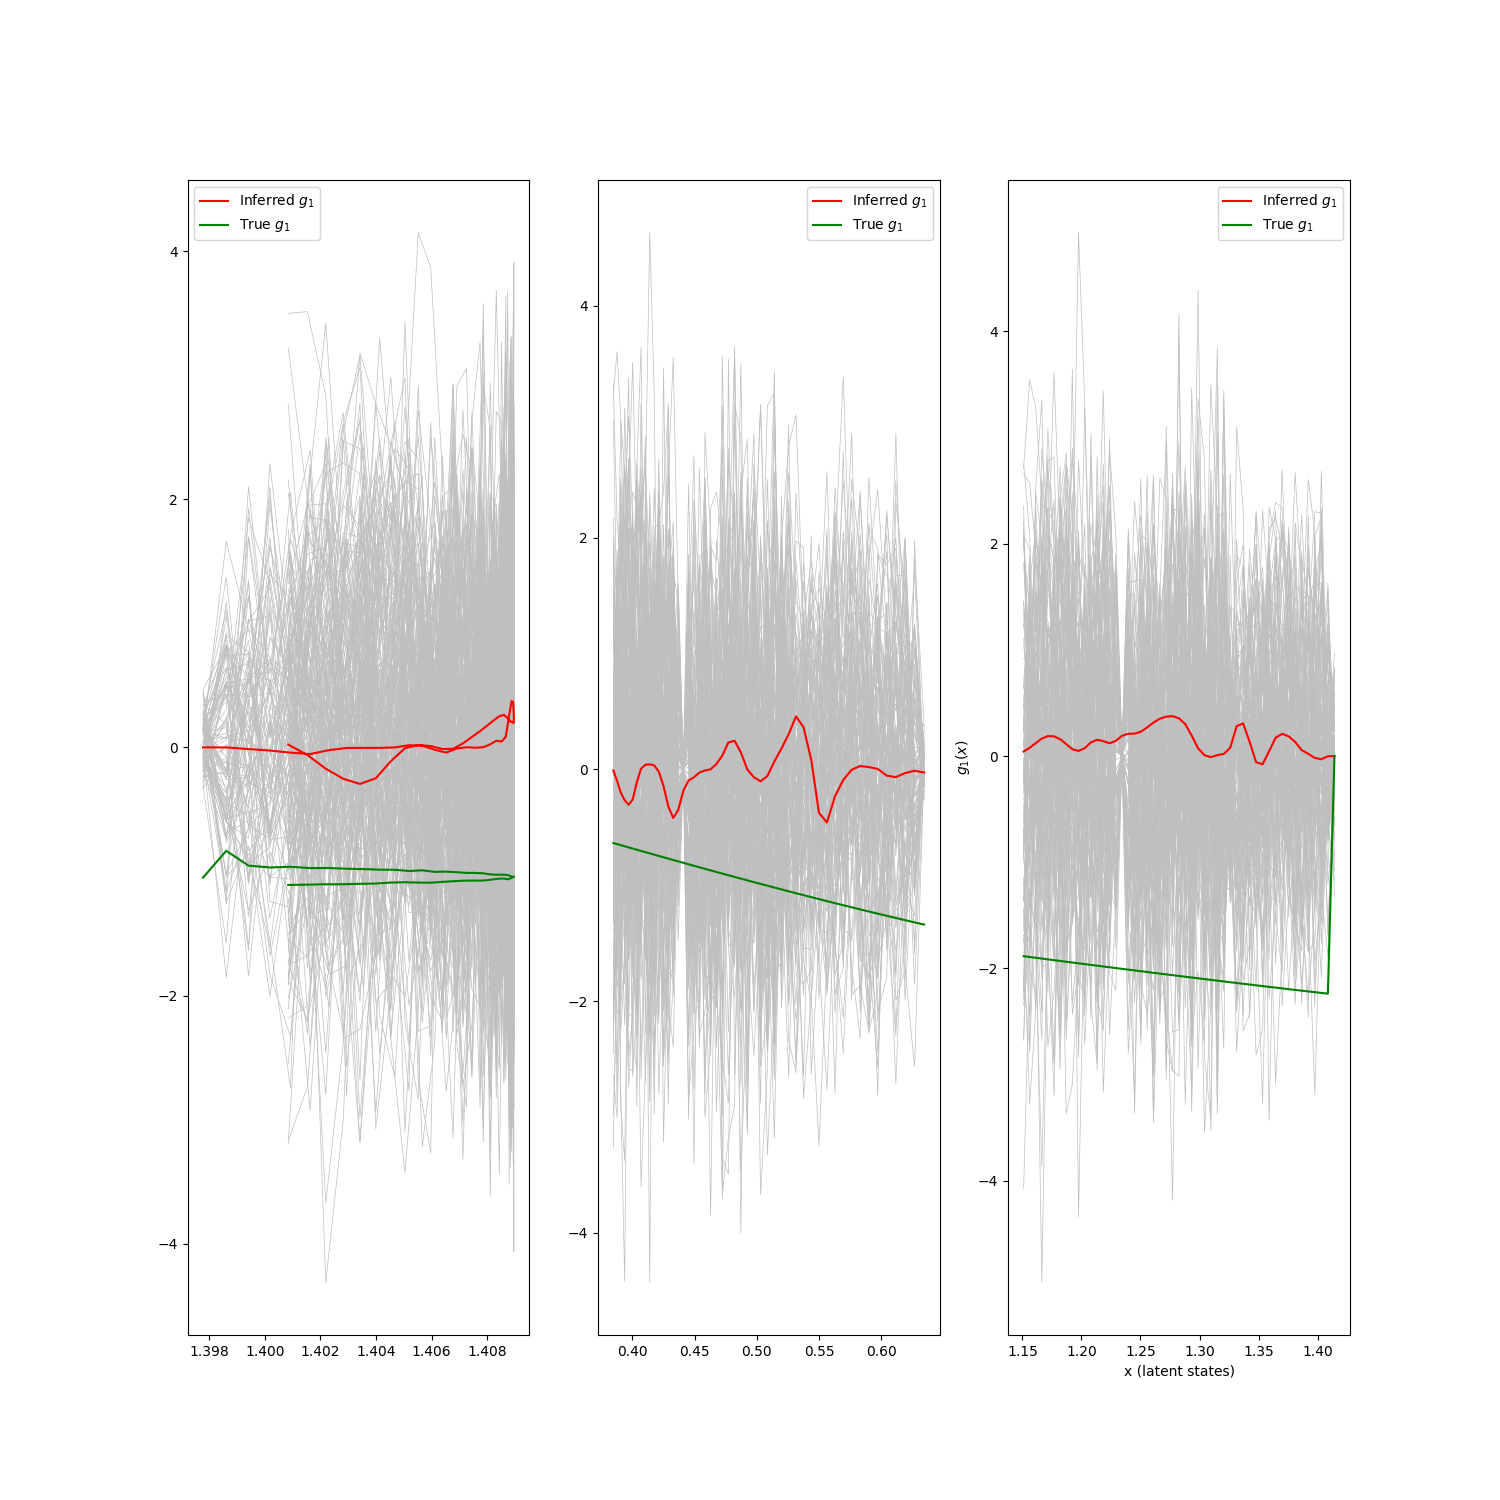 Inferred g₁
True g₁
4
2
0
−2
−4
1.398 1.400 1.402 1.404 1.406 1.408
Inferred g₁
True g₁
4
2
0
−2
−4
0.40 0.45 0.50 0.55 0.60
Inferred g₁
True g₁
g₁(x)
4
2
0
−2
−4
1.15 1.20 1.25 1.30 1.35 1.40
x (latent states)